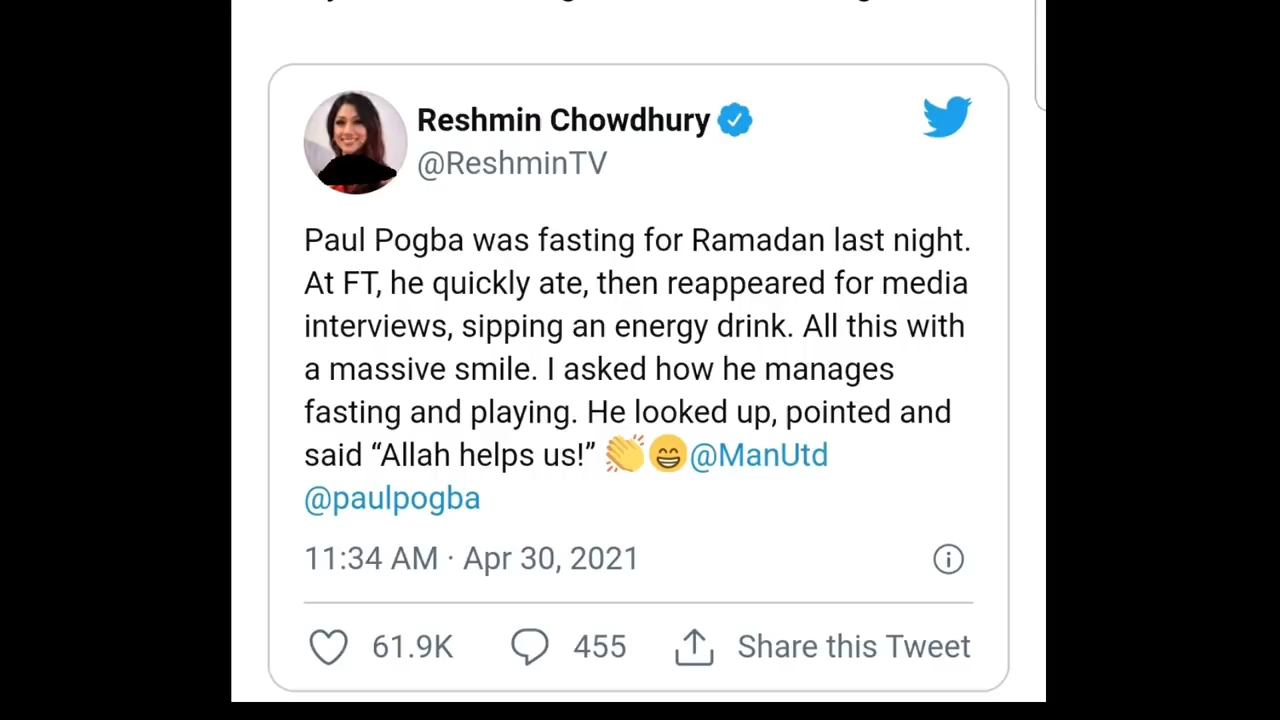 Reshmin Chowdhury
@ReshminTV
Paul Pogba was fasting for Ramadan last night.
At FT, he quickly ate, then reappeared for media
interviews, sipping an energy drink. All this with
a massive smile. I asked how he manages
fasting and playing. He looked up, pointed and
said “Allah helps us!” 👏😁@ManUtd
@paulpogba
11:34 AM · Apr 30, 2021
61.9K 455 Share this Tweet